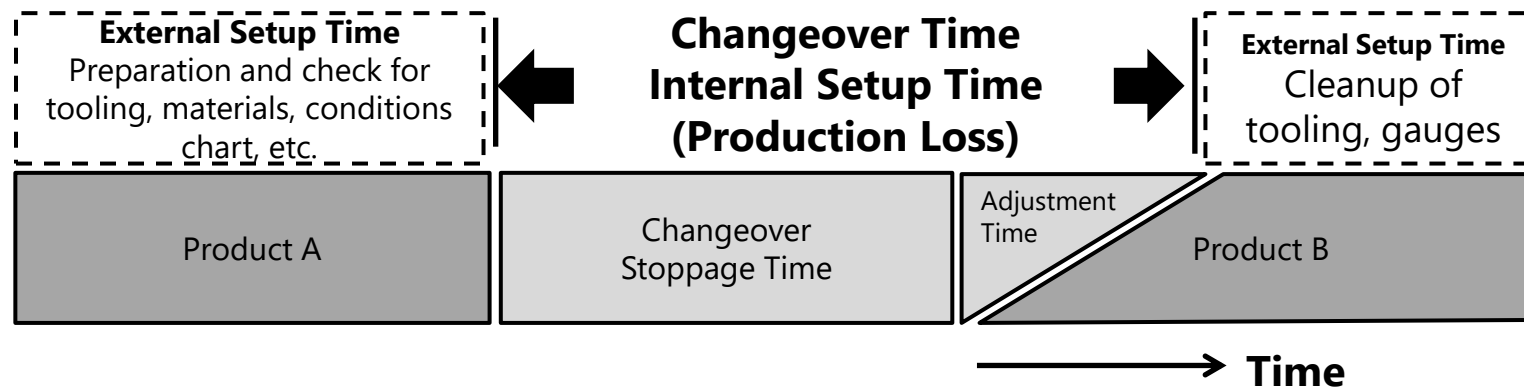 External Setup Time
Preparation and check for
tooling, materials, conditions
chart, etc.
Changeover Time
Internal Setup Time
(Production Loss)
External Setup Time
Cleanup of
tooling, gauges
Product A
Changeover
Stoppage Time
Adjustment
Time
Product B
Time